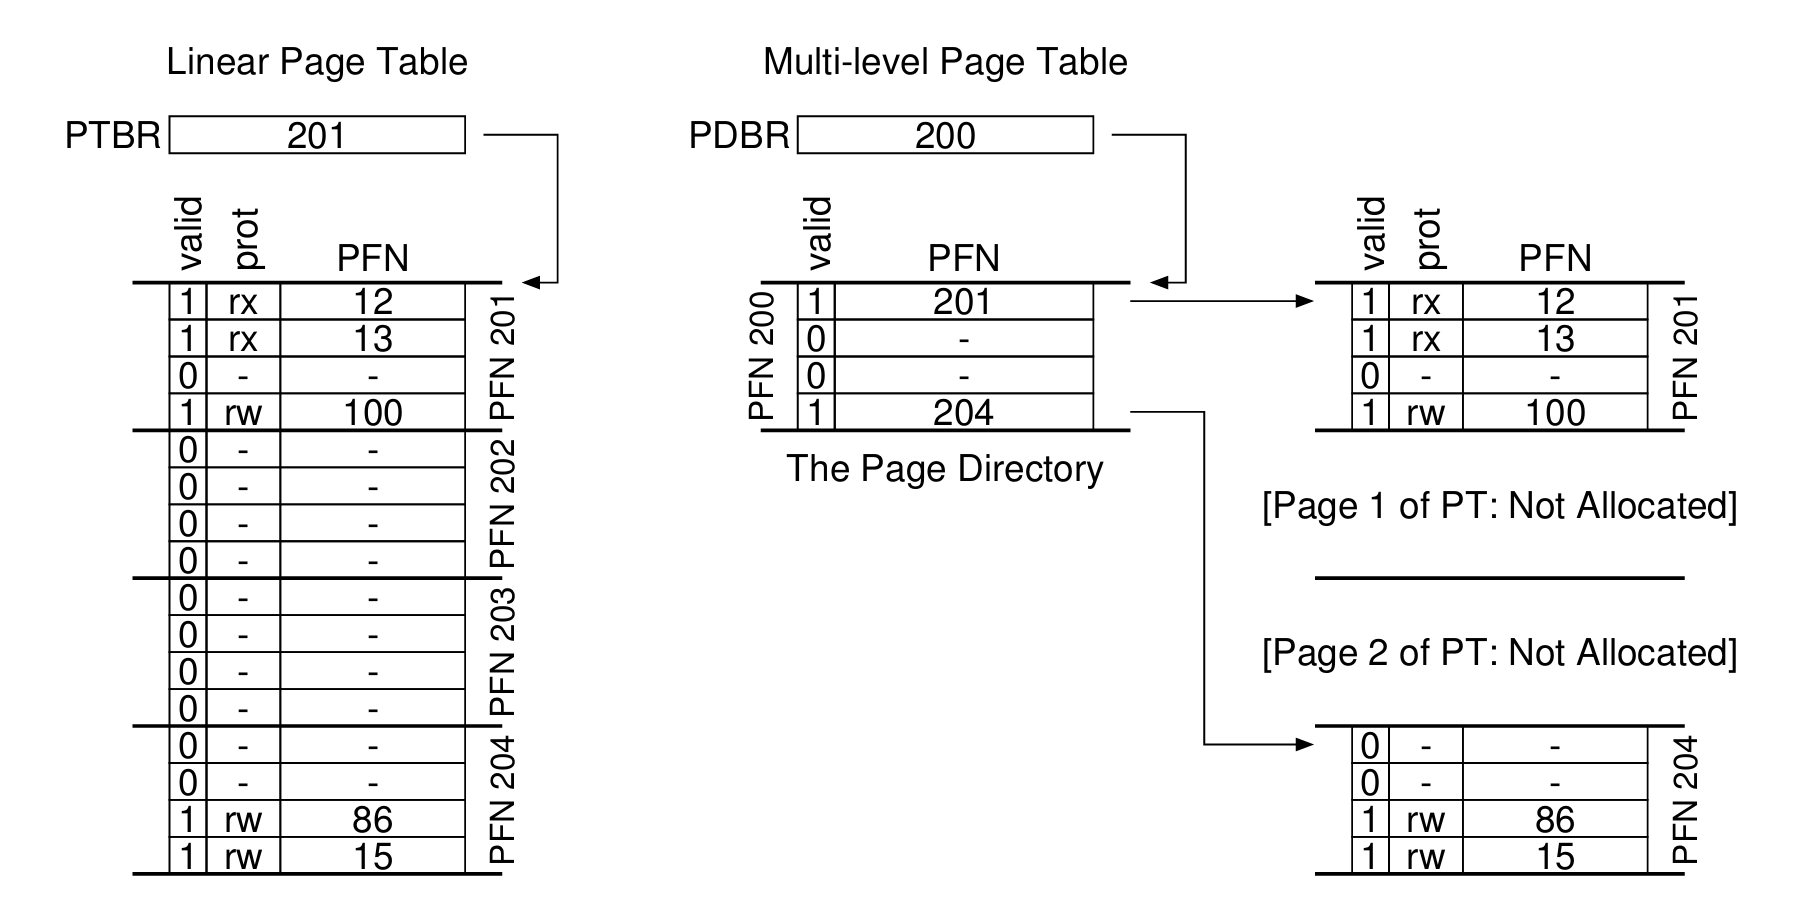 Linear Page Table
PTBR 201
valid prot PFN
1 rx 12
1 rx 13
0 - -
1 rw 100
PFN 201
0 - -
0 - -
0 - -
0 - -
PFN 202
0 - -
0 - -
0 - -
0 - -
PFN 203
0 - -
0 - -
1 rw 86
1 rw 15
PFN 204
Multi-level Page Table
PDBR 200
valid PFN
PFN 200
1 201
0 -
0 -
1 204
The Page Directory
valid prot PFN
1 rx 12
1 rx 13
0 - -
1 rw 100
PFN 201
[Page 1 of PT: Not Allocated]
[Page 2 of PT: Not Allocated]
0 - -
0 - -
1 rw 86
1 rw 15
PFN 204